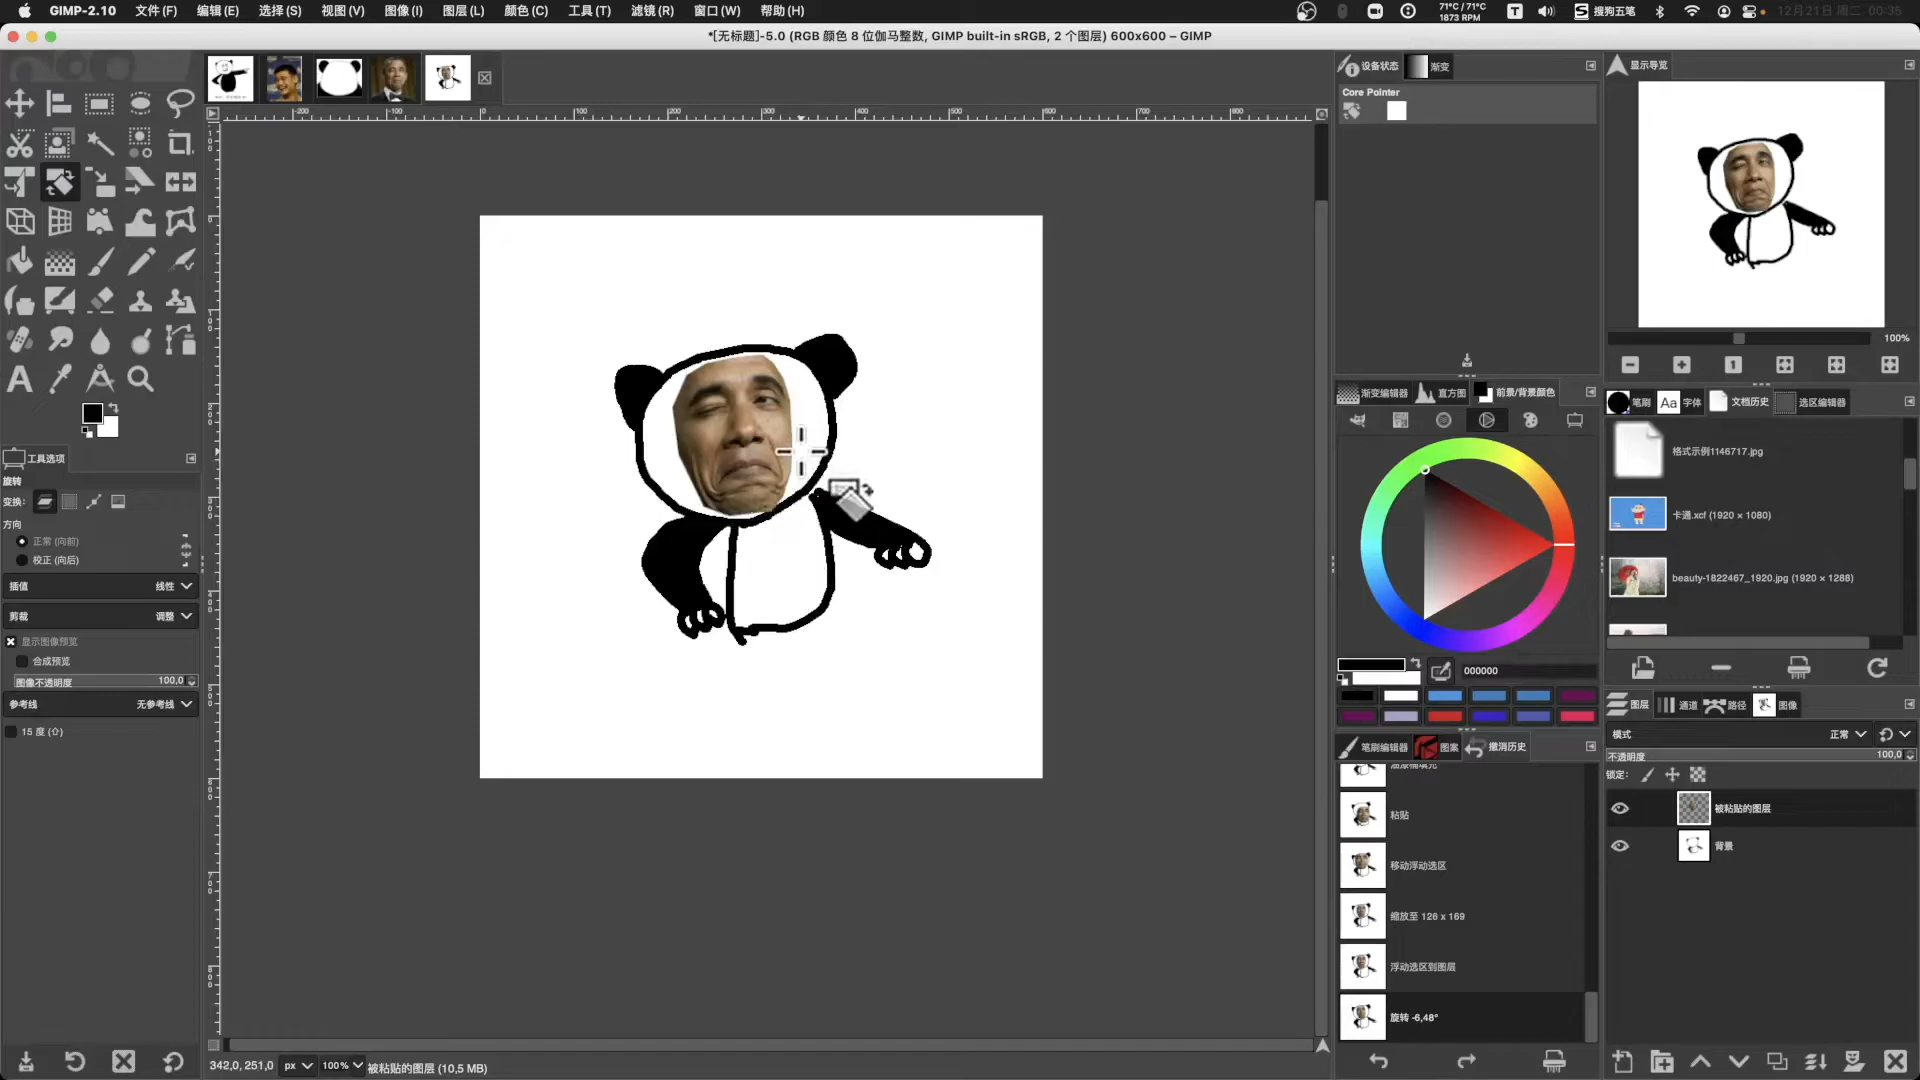 GIMP-2.10 文件(F) 编辑(E) 选择(S) 视图(V) 图像(I) 图层(L) 颜色(C) 工具(T) 滤镜(R) 窗口(W) 帮助(H) 71°C / 71°C 1873 RPM T S 搜狗五笔 12月21日 周二 00:35
*[无标题]-5.0 (RGB 颜色 8 位伽马整数, GIMP built-in sRGB, 2 个图层) 600x600 – GIMP
设备状态 渐变
Core Pointer
显示导览
100%
工具选项
旋转
变换:
方向
正常 (向前)
校正 (向后)
插值 线性
剪裁 调整
显示图像预览
合成预览
图像不透明度 100,0
参考线 无参考线
15 度 (⇧)
渐变编辑器 直方图 前景/背景颜色
000000
笔刷编辑器 图案 撤消历史
油漆桶填充
粘贴
移动浮动选区
缩放至 126 x 169
浮动选区到图层
旋转 -6,48°
笔刷 Aa 字体 文档历史 选区编辑器
格式示例1146717.jpg
卡通.xcf (1920 × 1080)
beauty-1822467_1920.jpg (1920 × 1288)
图层 通道 路径 图像
模式 正常
不透明度 100,0
锁定:
被粘贴的图层
背景
342,0, 251,0 px 100% 被粘贴的图层 (10,5 MB)